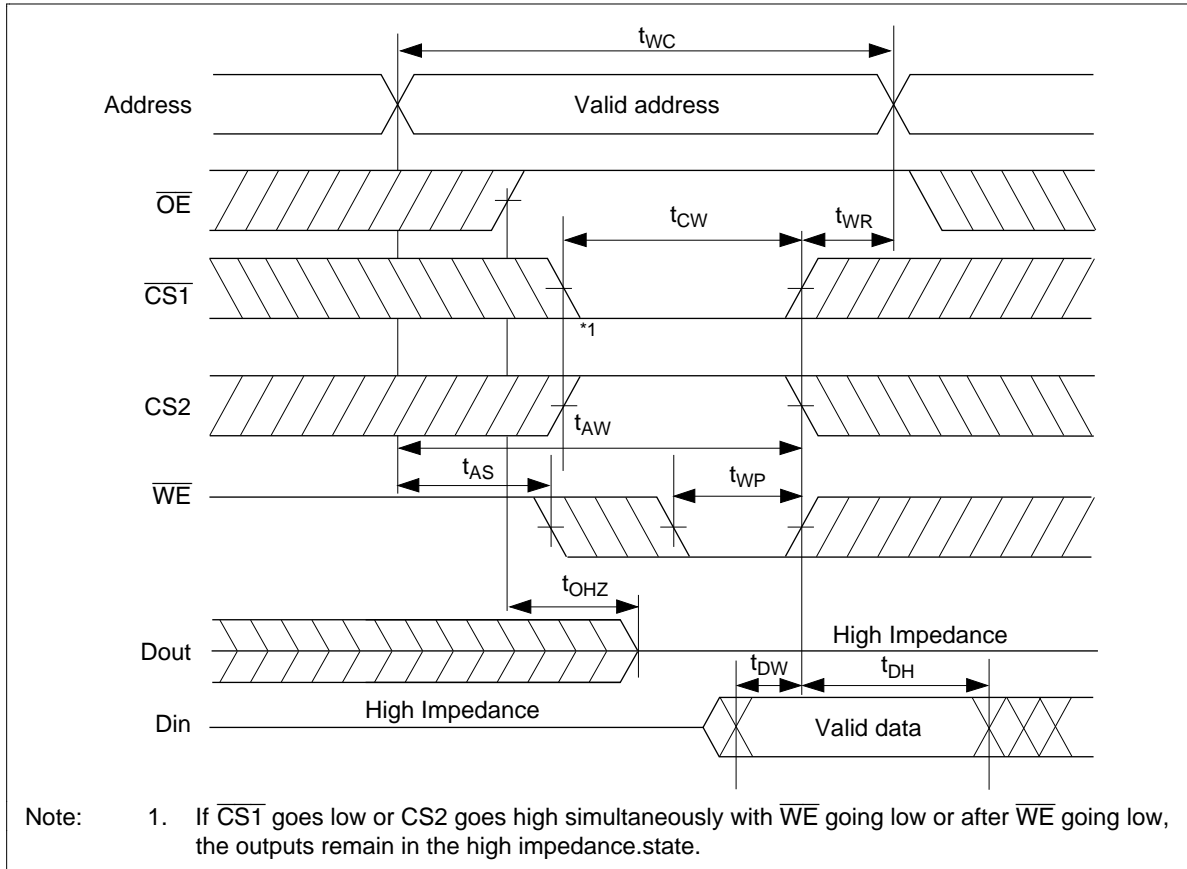 tWC
Address Valid address
OE
tCW tWR
CS1
*1
CS2
tAW
tAS tWP
WE
tOHZ
Dout High Impedance
tDW tDH
Din High Impedance Valid data
Note: 1. If CS1 goes low or CS2 goes high simultaneously with WE going low or after WE going low,
the outputs remain in the high impedance.state.